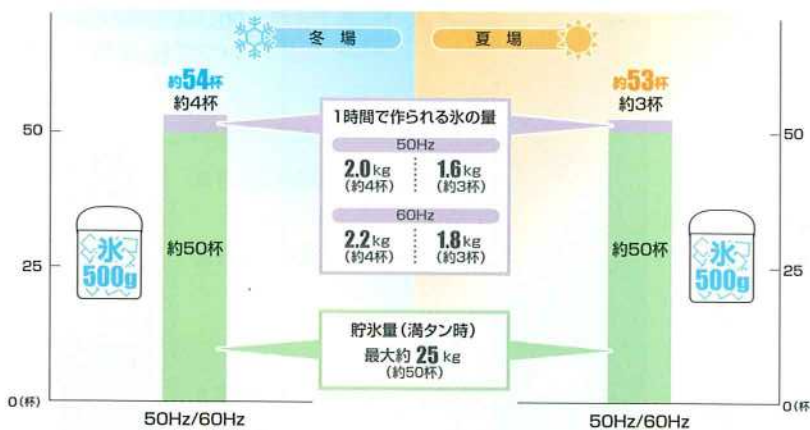 冬場
夏場
約54杯
約4杯
約53杯
約3杯
1時間で作られる氷の量
50Hz
2.0kg 1.6kg
(約4杯) (約3杯)
60Hz
2.2kg 1.8kg
(約4杯) (約3杯)
50
25
0(杯)
氷
500g
約50杯
50Hz/60Hz
貯氷量(満タン時)
最大約25kg
(約50杯)
50
25
0(杯)
約50杯
氷
500g
50Hz/60Hz